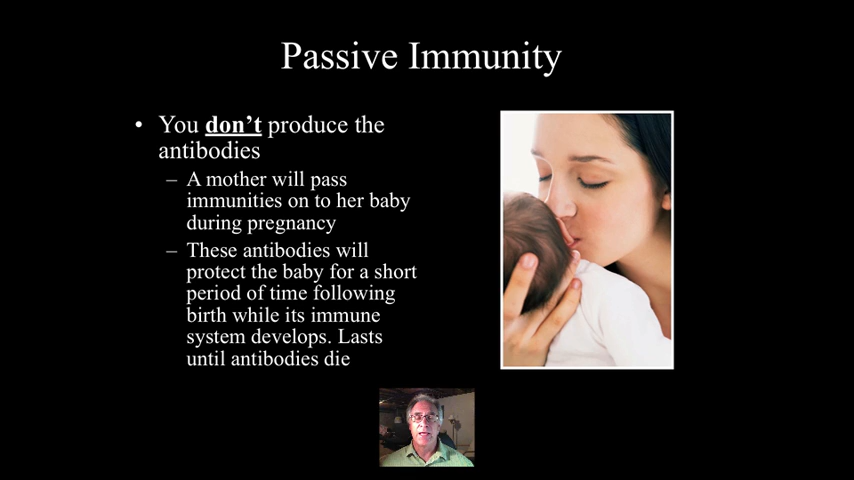 Passive Immunity
• You don't produce the
antibodies
– A mother will pass
immunities on to her baby
during pregnancy
– These antibodies will
protect the baby for a short
period of time following
birth while its immune
system develops. Lasts
until antibodies die